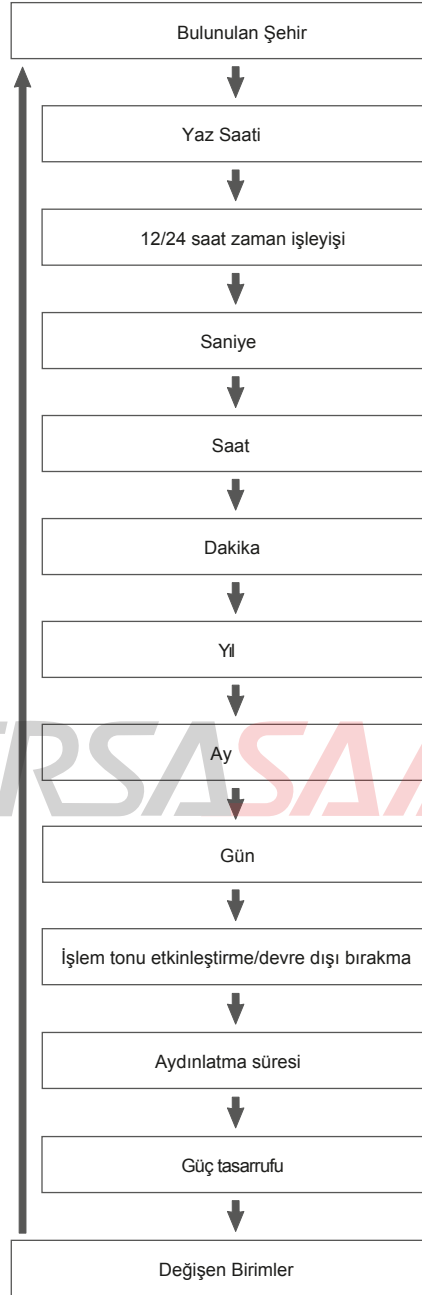 Bulunulan Şehir
Yaz Saati
12/24 saat zaman işleyişi
Saniye
Saat
Dakika
Yıl
Ay
Gün
İşlem tonu etkinleştirme/devre dışı bırakma
Aydınlatma süresi
Güç tasarrufu
Değişen Birimler